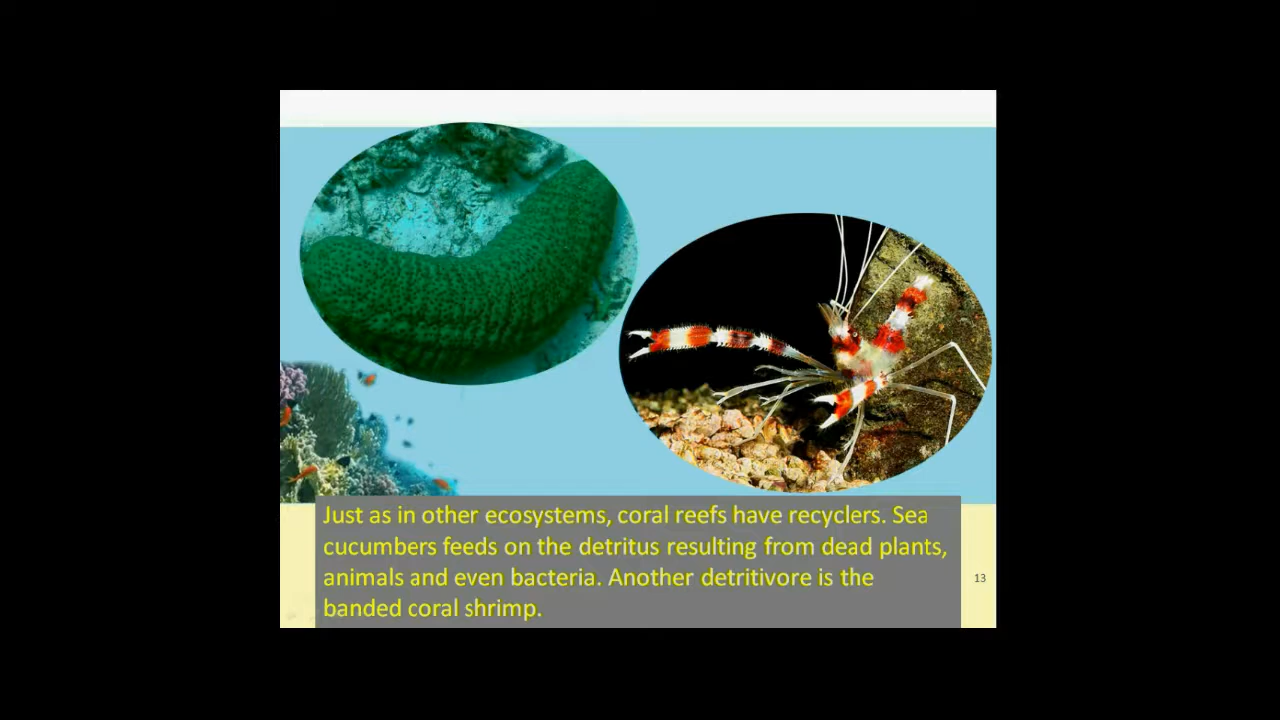 Just as in other ecosystems, coral reefs have recyclers. Sea
cucumbers feeds on the detritus resulting from dead plants,
animals and even bacteria. Another detritivore is the
banded coral shrimp.
13